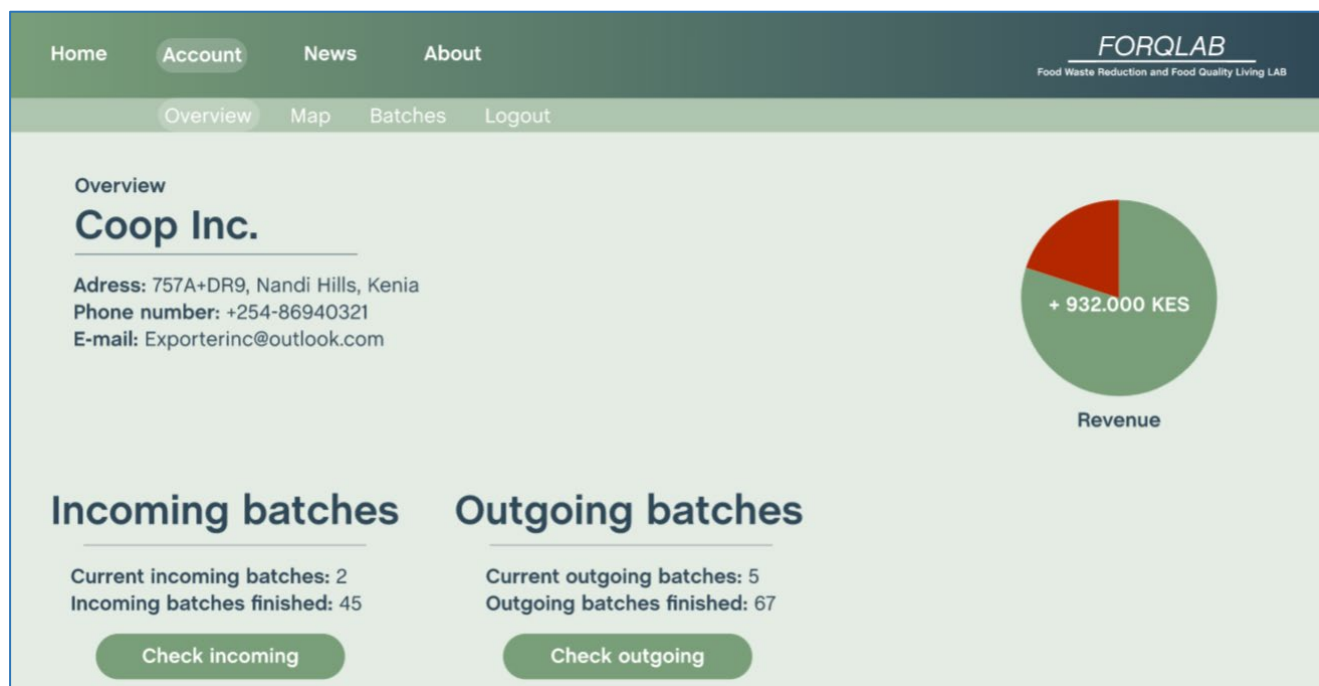 Home Account News About
FORQLAB
Food Waste Reduction and Food Quality Living LAB
Overview Map Batches Logout
Overview
Coop Inc.
Adress: 757A+DR9, Nandi Hills, Kenia
Phone number: +254-86940321
E-mail: Exporterinc@outlook.com
+ 932.000 KES
Revenue
Incoming batches
Current incoming batches: 2
Incoming batches finished: 45
Check incoming
Outgoing batches
Current outgoing batches: 5
Outgoing batches finished: 67
Check outgoing